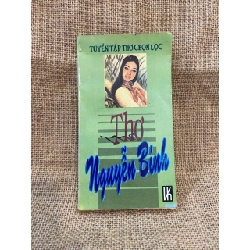 TUYỂN TẬP THƠ CHỌN LỌC
Thơ
Nguyễn Bính